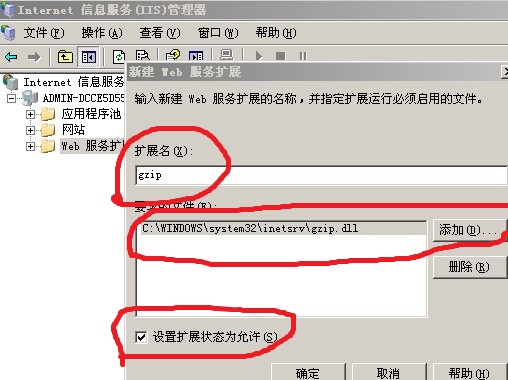 Internet 信息服务(IIS)管理器
文件(F) 操作(A) 查看(V) 窗口(W) 帮助(H)
新建 Web 服务扩展
Internet 信息服务
ADMIN-DCCE5D55
应用程序池
网站
Web 服务扩
输入新建 Web 服务扩展的名称,并指定扩展运行必须启用的文件。
扩展名(X):
gzip
要求的文件(R):
C:\WINDOWS\system32\inetsrv\gzip.dll
添加(D)...
删除(R)
设置扩展状态为允许(S)
确定 取消 帮助(H)